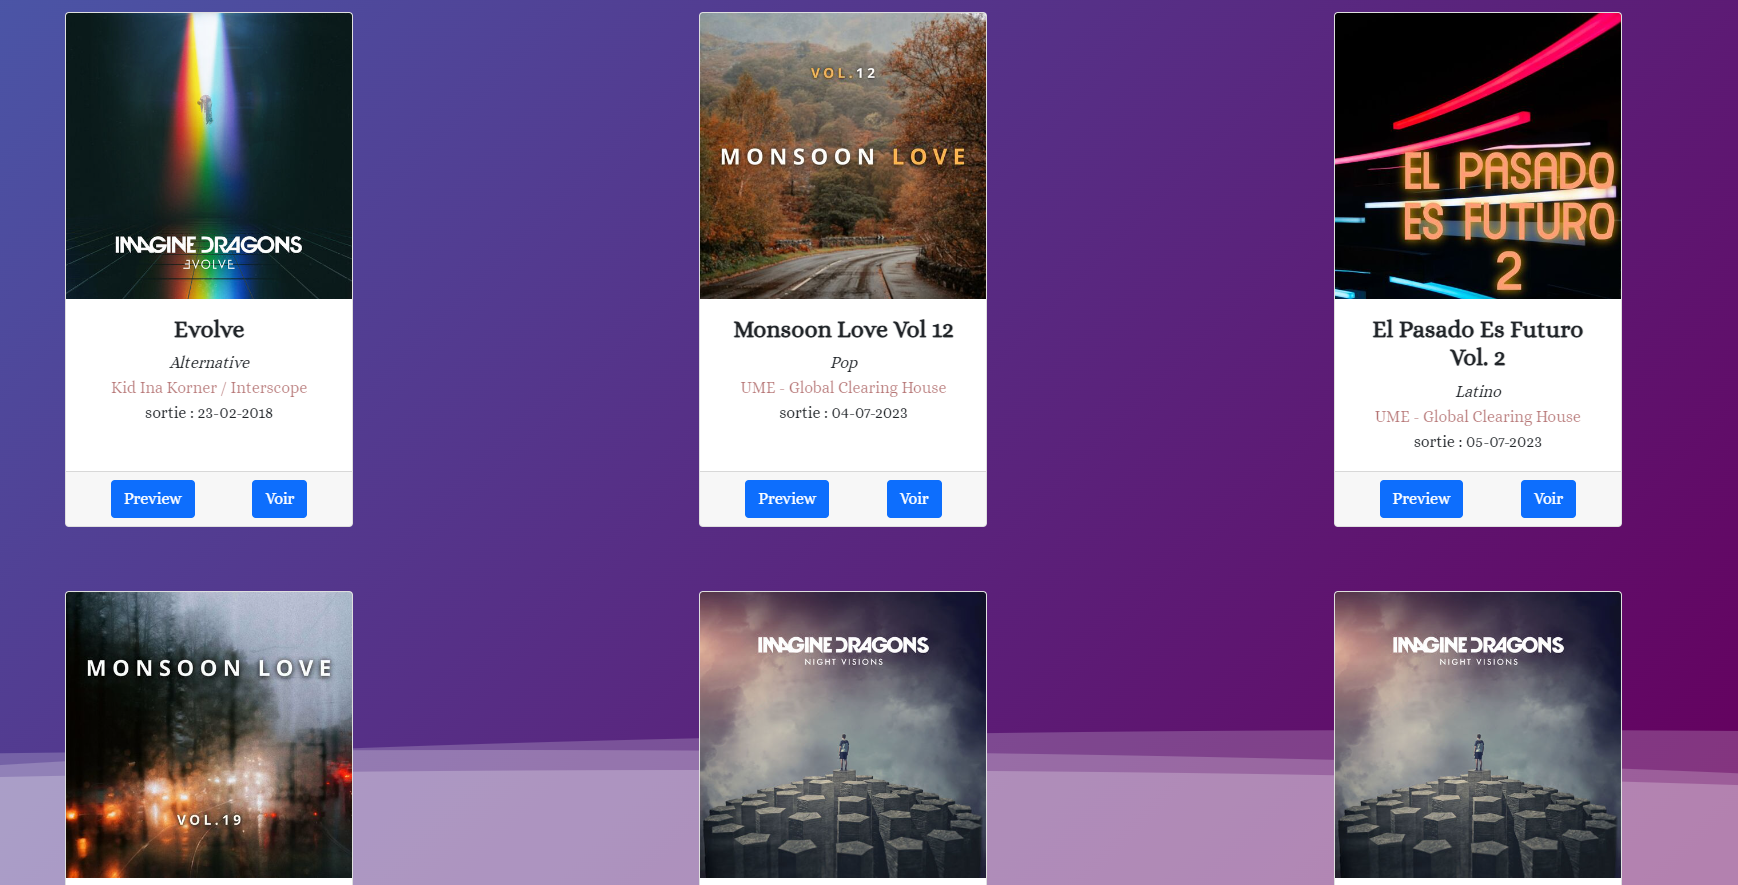 IMAGINE DRAGONS
EVOLVE
Evolve
Alternative
Kid Ina Korner / Interscope
sortie : 23-02-2018
Preview
Voir
VOL.12
MONSOON LOVE
Monsoon Love Vol 12
Pop
UME - Global Clearing House
sortie : 04-07-2023
Preview
Voir
EL PASADO
ES FUTURO
2
El Pasado Es Futuro
Vol. 2
Latino
UME - Global Clearing House
sortie : 05-07-2023
Preview
Voir
MONSOON LOVE
VOL.19
IMAGINE DRAGONS
NIGHT VISIONS
IMAGINE DRAGONS
NIGHT VISIONS